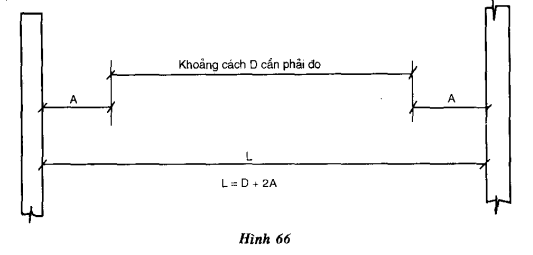 Khoảng cách D cần phải đo
A
A
L
L = D + 2A
Hình 66